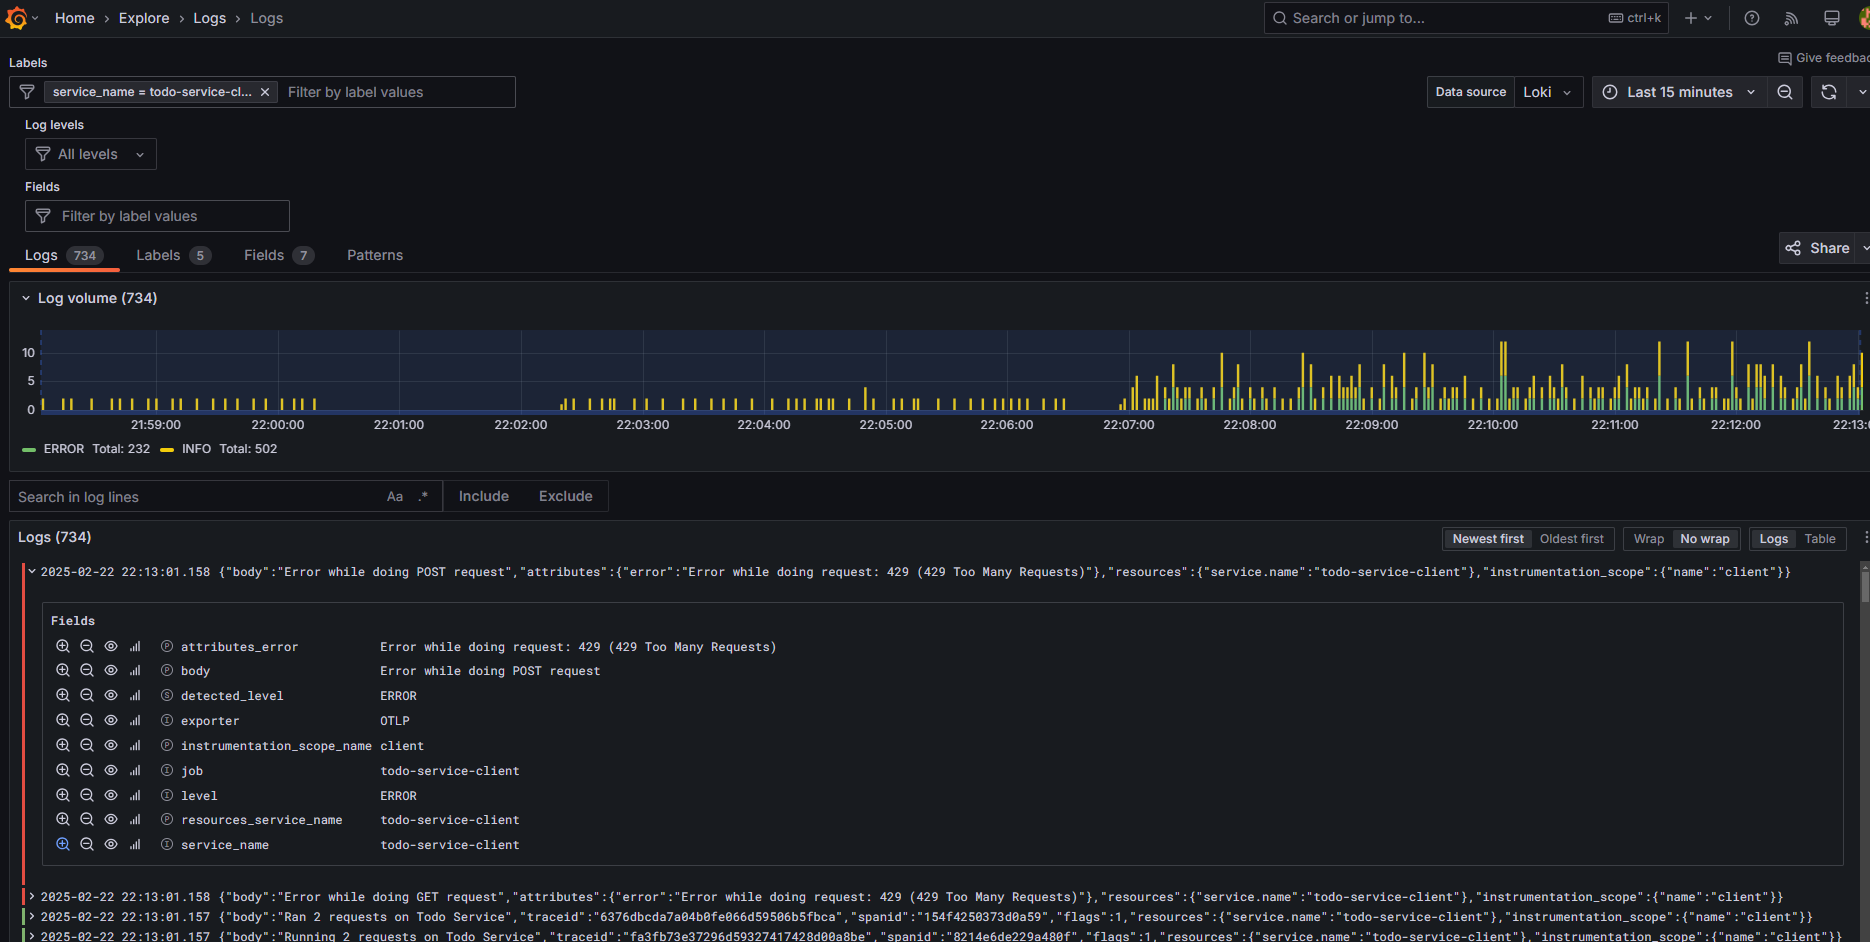 Home › Explore › Logs › Logs
Search or jump to... ctrl+k
Give feedbac
Labels
service_name = todo-service-cl... × Filter by label values
Data source Loki Last 15 minutes
Log levels
All levels
Fields
Filter by label values
Logs 734 Labels 5 Fields 7 Patterns
Share
Log volume (734)
10
5
0
21:59:00 22:00:00 22:01:00 22:02:00 22:03:00 22:04:00 22:05:00 22:06:00 22:07:00 22:08:00 22:09:00 22:10:00 22:11:00 22:12:00 22:13:0
ERROR Total: 232 INFO Total: 502
Search in log lines Aa .* Include Exclude
Logs (734)
Newest first Oldest first Wrap No wrap Logs Table
2025-02-22 22:13:01.158 {"body":"Error while doing POST request","attributes":{"error":"Error while doing request: 429 (429 Too Many Requests)"},"resources":{"service.name":"todo-service-client"},"instrumentation_scope":{"name":"client"}}
Fields
P attributes_error Error while doing request: 429 (429 Too Many Requests)
P body Error while doing POST request
S detected_level ERROR
I exporter OTLP
P instrumentation_scope_name client
I job todo-service-client
I level ERROR
P resources_service_name todo-service-client
I service_name todo-service-client
2025-02-22 22:13:01.158 {"body":"Error while doing GET request","attributes":{"error":"Error while doing request: 429 (429 Too Many Requests)"},"resources":{"service.name":"todo-service-client"},"instrumentation_scope":{"name":"client"}}
2025-02-22 22:13:01.157 {"body":"Ran 2 requests on Todo Service","traceid":"6376dbcda7a04b0fe066d59506b5fbca","spanid":"154f4250373d0a59","flags":1,"resources":{"service.name":"todo-service-client"},"instrumentation_scope":{"name":"client"}}
2025-02-22 22:13:01.157 {"body":"Running 2 requests on Todo Service","traceid":"fa3fb73e37296d59327417428d00a8be","spanid":"8214e6de229a480f","flags":1,"resources":{"service.name":"todo-service-client"},"instrumentation_scope":{"name":"client"}}